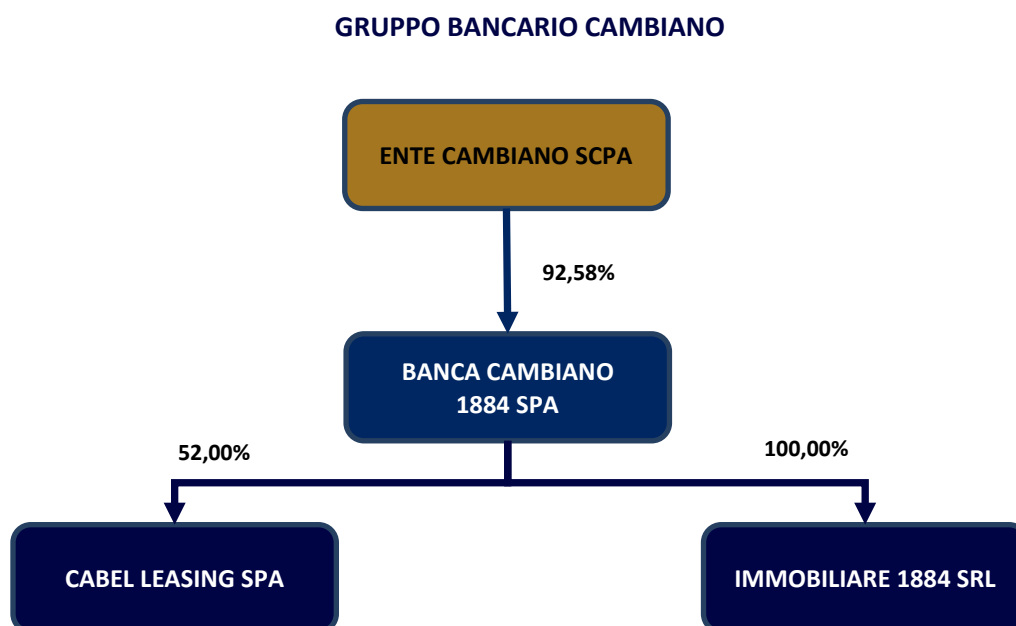 GRUPPO BANCARIO CAMBIANO
ENTE CAMBIANO SCPA
92,58%
BANCA CAMBIANO
1884 SPA
52,00%
100,00%
CABEL LEASING SPA
IMMOBILIARE 1884 SRL